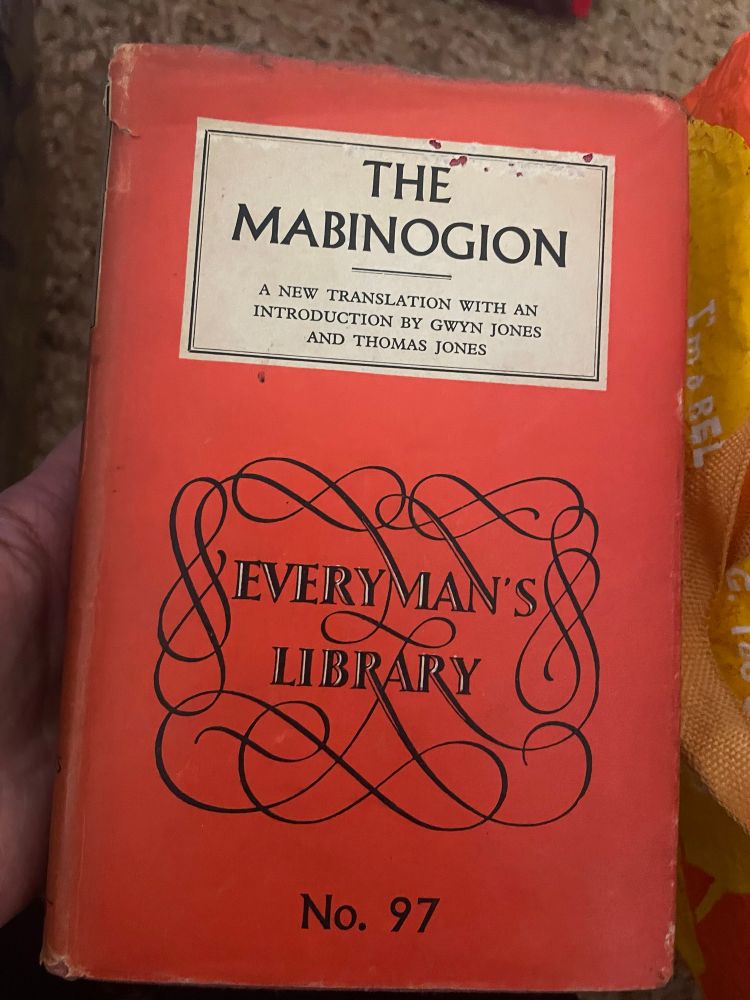 THE
MABINOGION
A NEW TRANSLATION WITH AN
INTRODUCTION BY GWYN JONES
AND THOMAS JONES
EVERYMAN'S
LIBRARY
No. 97
I'm a